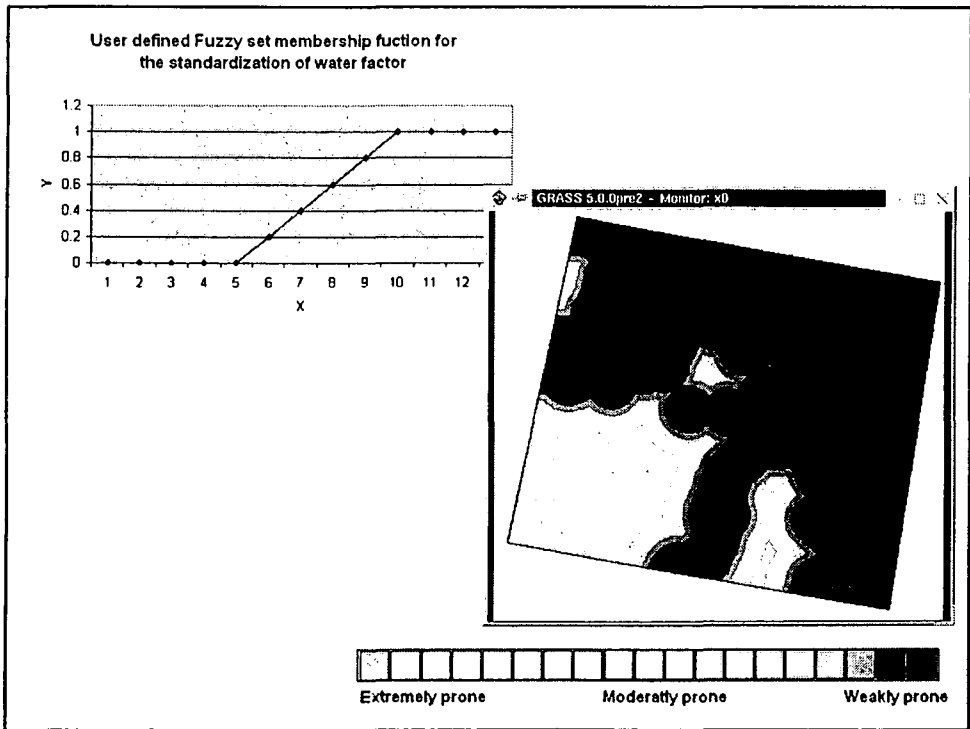 User defined Fuzzy set membership fuction for
the standardization of water factor
1.2
1
0.8
0.6
0.4
0.2
0
Y
1 2 3 4 5 6 7 8 9 10 11 12
X
GRASS 5.0.0pre2 - Monitor: x0
Extremely prone Moderatly prone Weakly prone